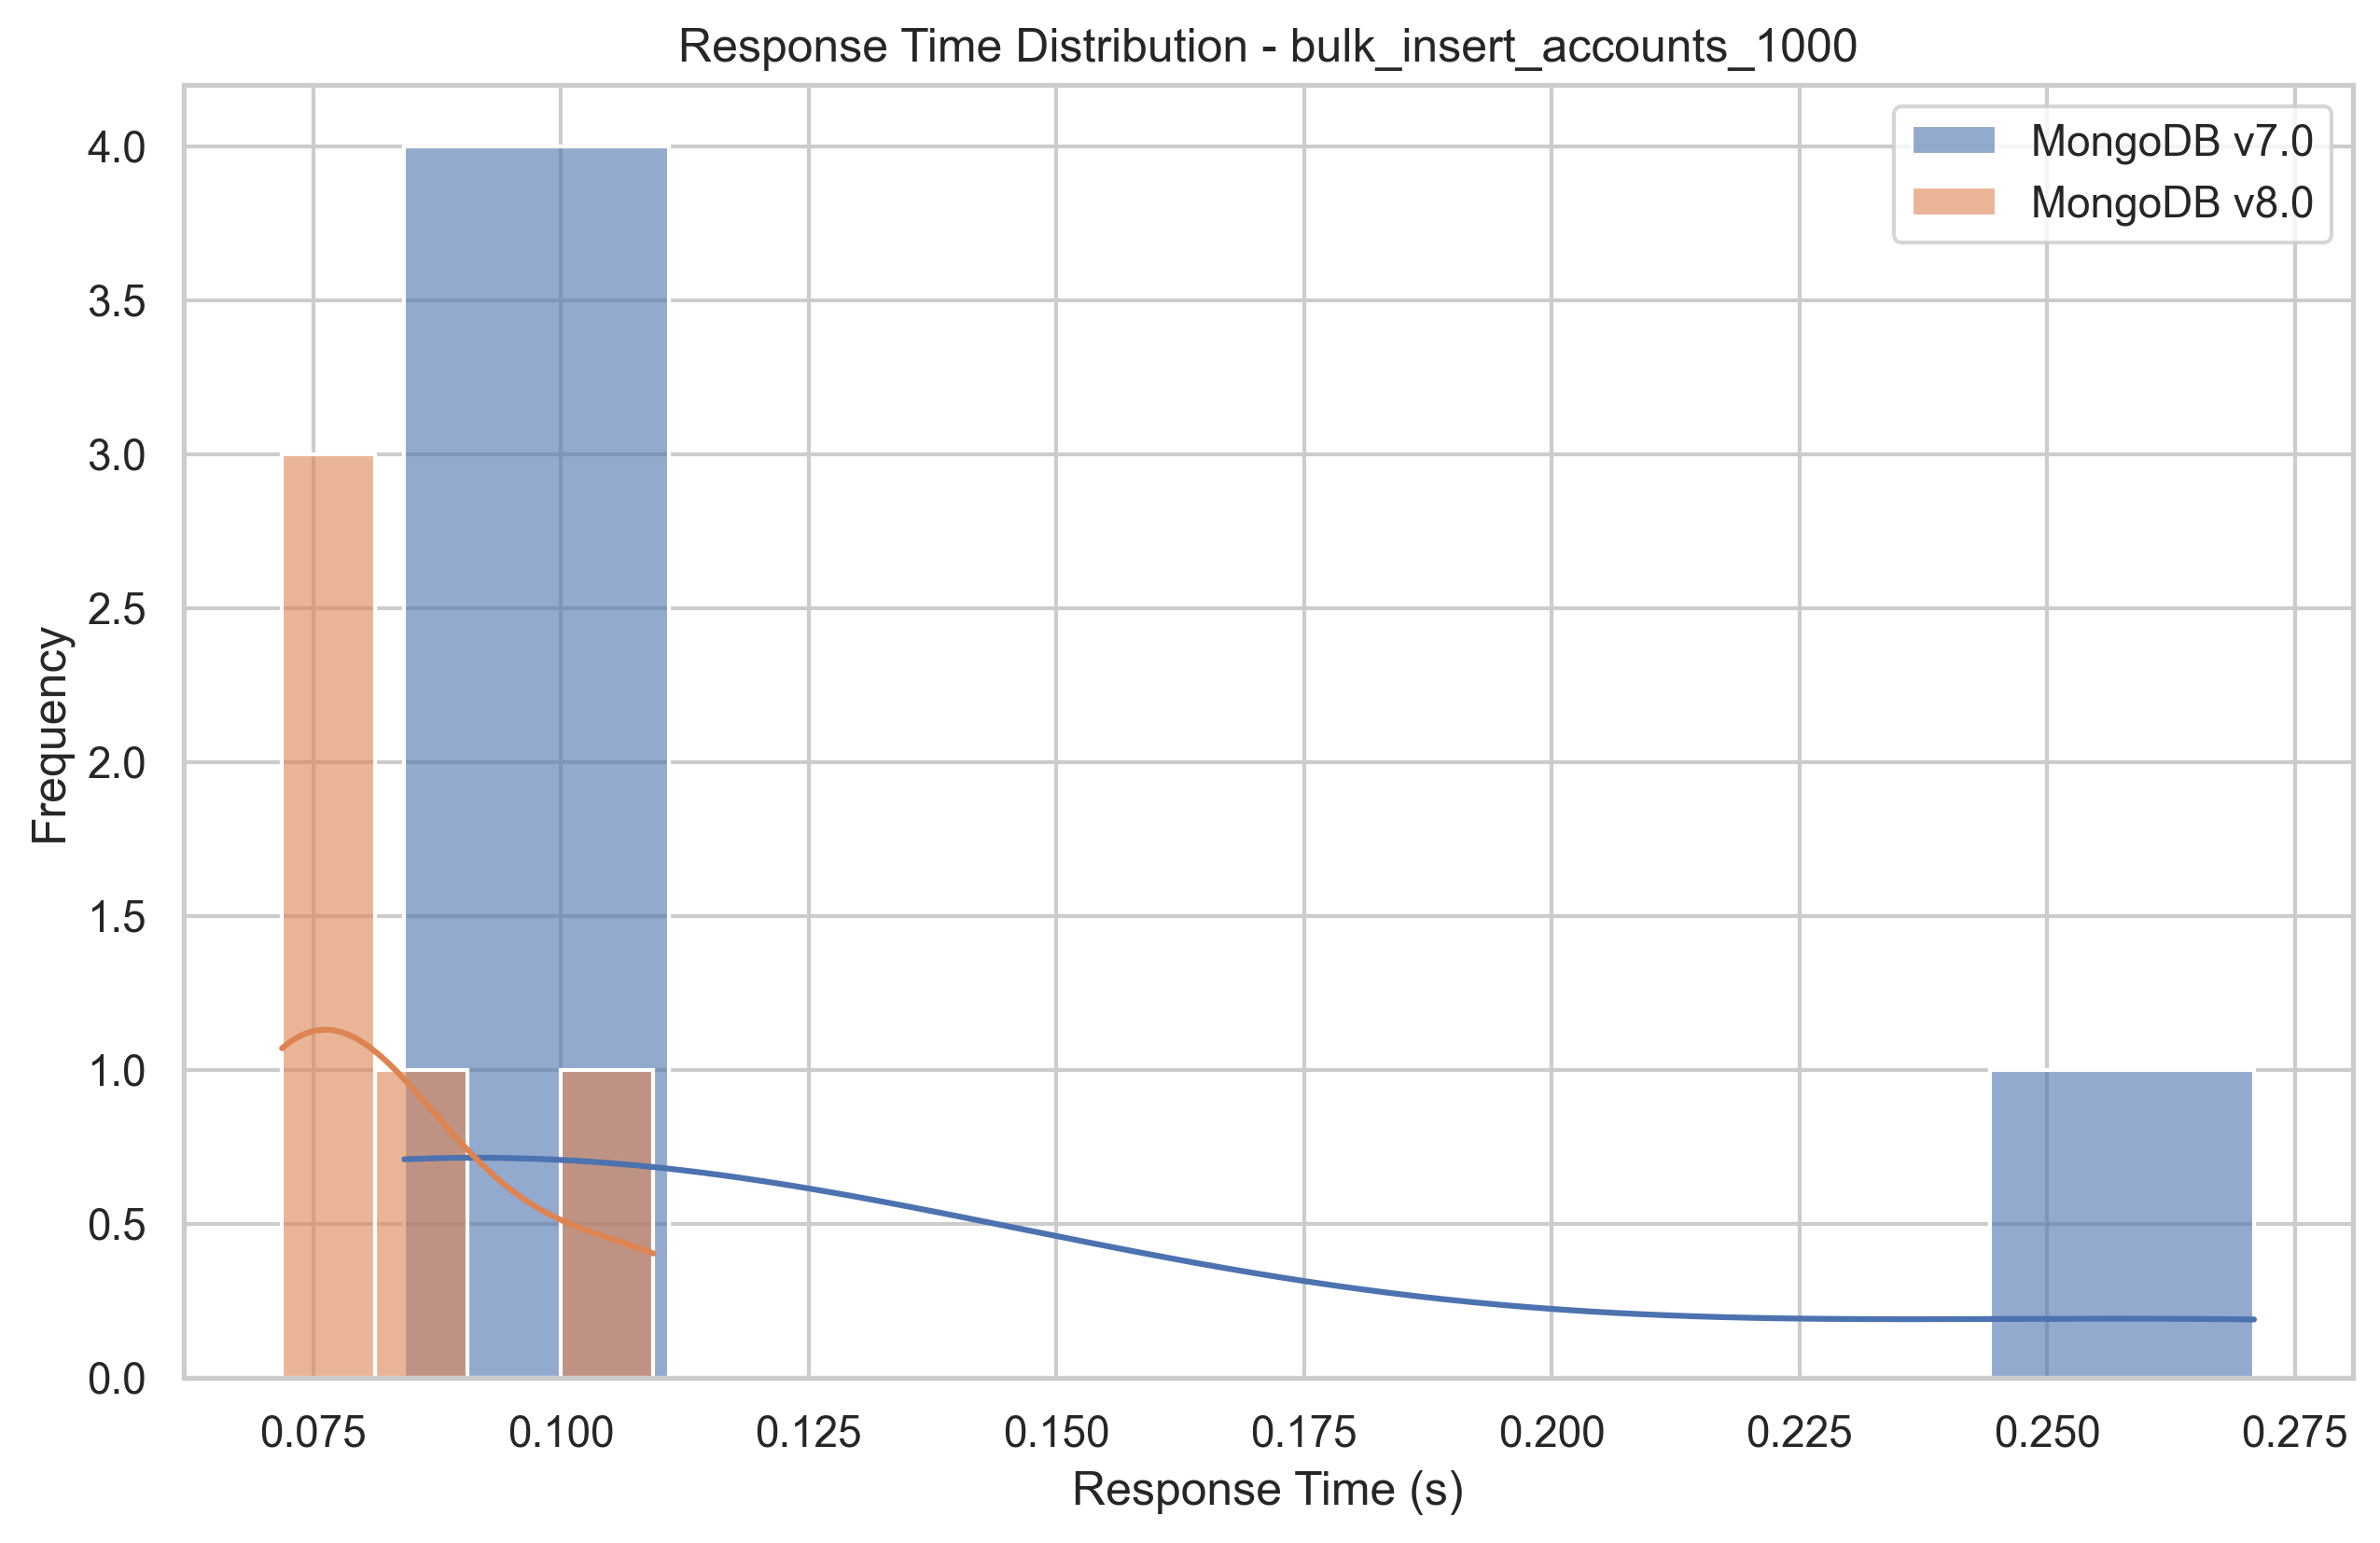 Response Time Distribution - bulk_insert_accounts_1000
MongoDB v7.0
MongoDB v8.0
Frequency
4.0
3.5
3.0
2.5
2.0
1.5
1.0
0.5
0.0
0.075 0.100 0.125 0.150 0.175 0.200 0.225 0.250 0.275
Response Time (s)